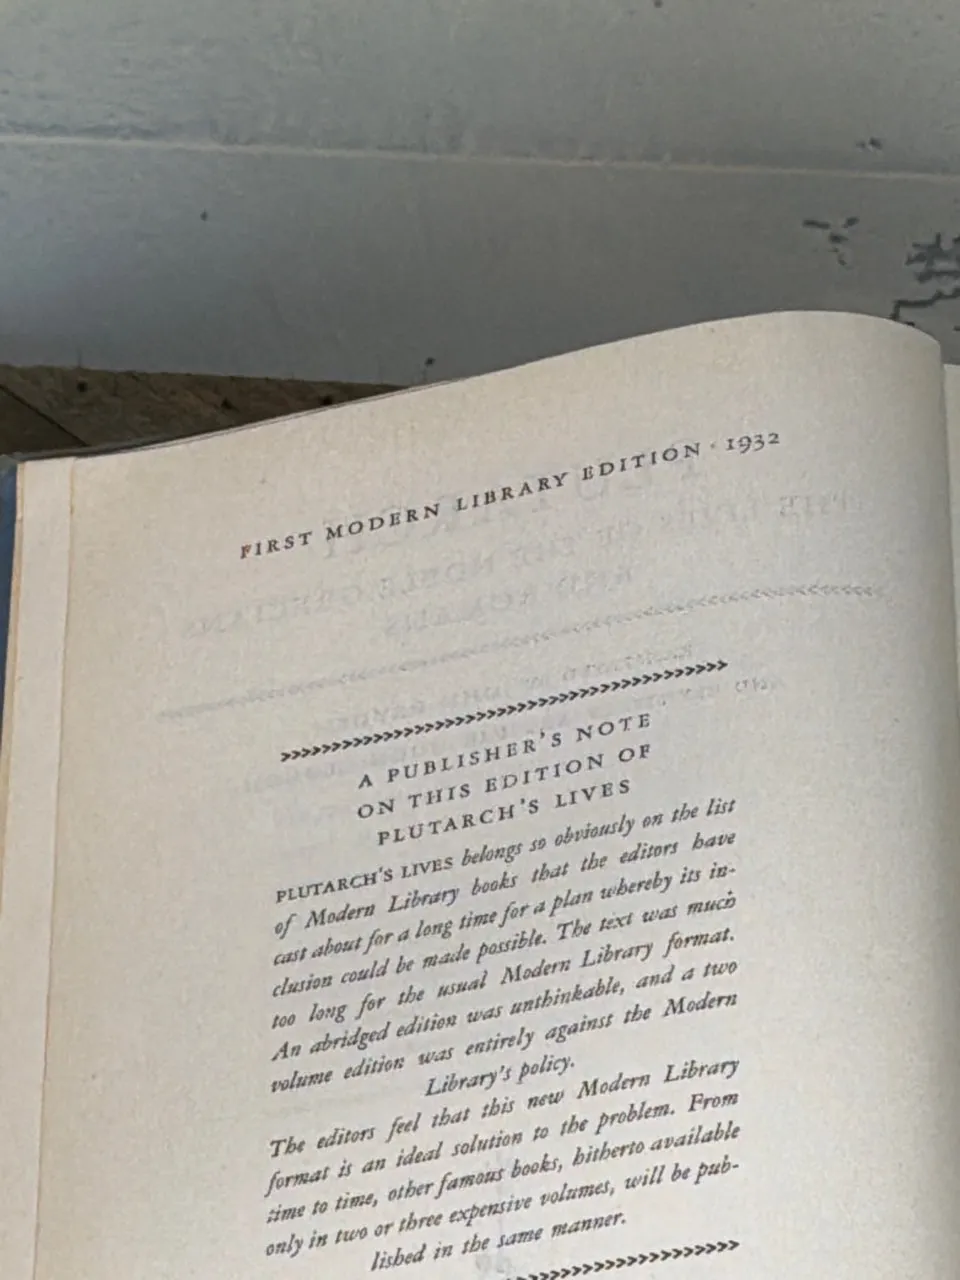 FIRST MODERN LIBRARY EDITION · 1932
A PUBLISHER'S NOTE
ON THIS EDITION OF
PLUTARCH'S LIVES
PLUTARCH'S LIVES belongs so obviously on the list
of Modern Library books that the editors have
cast about for a long time for a plan whereby its in-
clusion could be made possible. The text was much
too long for the usual Modern Library format.
An abridged edition was unthinkable, and a two
volume edition was entirely against the Modern
Library's policy.
The editors feel that this new Modern Library
format is an ideal solution to the problem. From
time to time, other famous books, hitherto available
only in two or three expensive volumes, will be pub-
lished in the same manner.